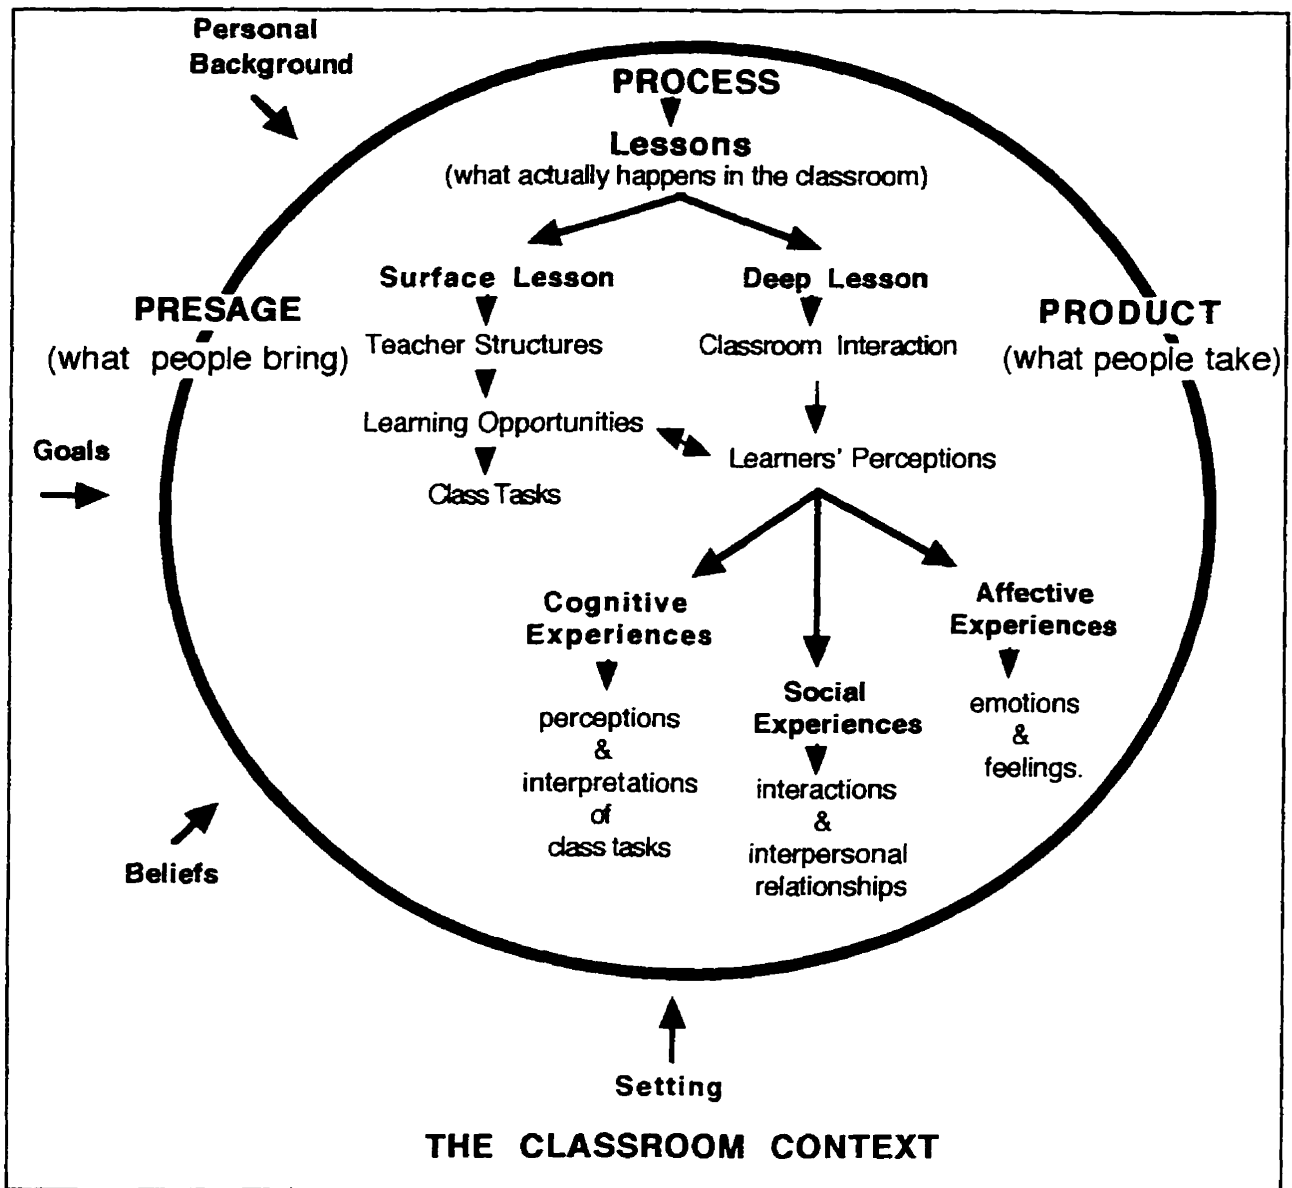 Personal
Background
PROCESS
Lessons
(what actually happens in the classroom)
Surface Lesson
Deep Lesson
PRESAGE
(what people bring)
Teacher Structures
Classroom Interaction
PRODUCT
(what people take)
Learning Opportunities
Learners' Perceptions
Class Tasks
Goals
Cognitive
Experiences
perceptions
&
interpretations
of
class tasks
Social
Experiences
interactions
&
interpersonal
relationships
Affective
Experiences
emotions
&
feelings.
Beliefs
Setting
THE CLASSROOM CONTEXT